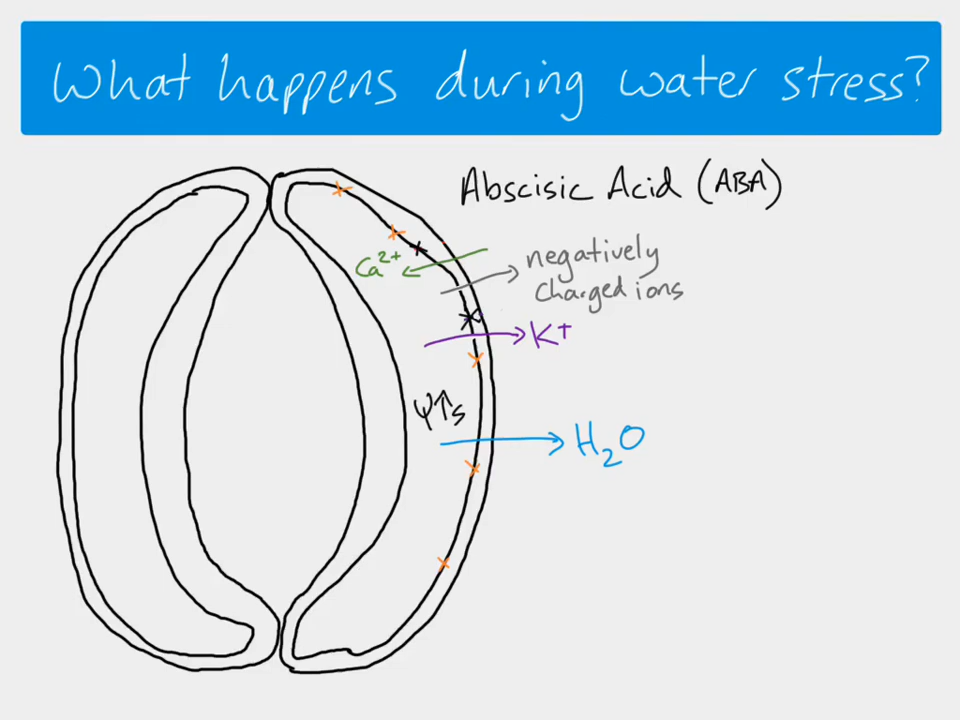 What happens during water stress?
Abscisic Acid (ABA)
Ca²⁺
negatively
charged ions
K⁺
ψ↑s
H₂O